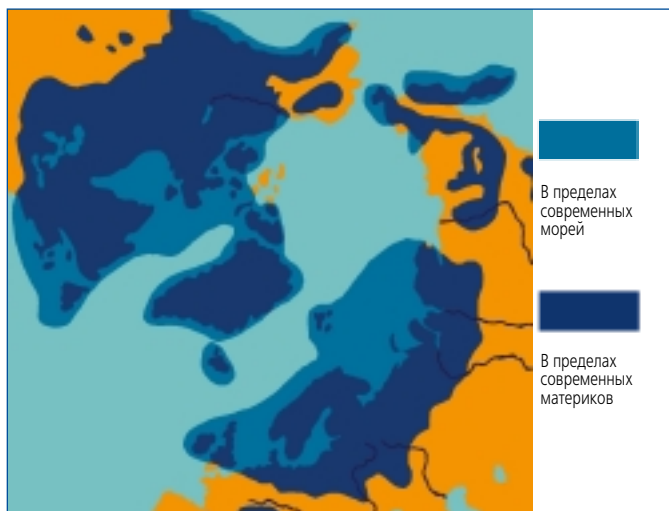 В пределах
современных
морей
В пределах
современных
материков